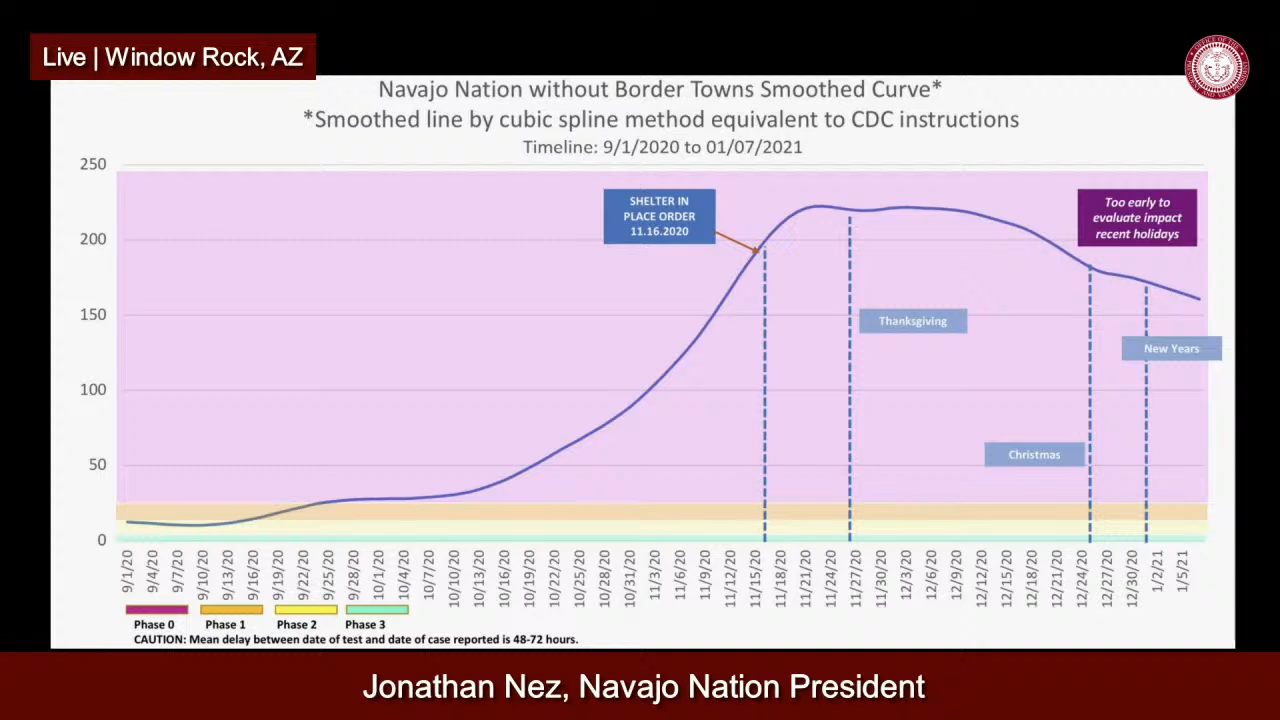 Live | Window Rock, AZ
OFFICE OF THE
PRESIDENT AND VICE PRESIDENT
Navajo Nation without Border Towns Smoothed Curve*
*Smoothed line by cubic spline method equivalent to CDC instructions
Timeline: 9/1/2020 to 01/07/2021
250
200
150
100
50
0
SHELTER IN
PLACE ORDER
11.16.2020
Too early to
evaluate impact
recent holidays
Thanksgiving
New Years
Christmas
9/1/20
9/4/20
9/7/20
9/10/20
9/13/20
9/16/20
9/19/20
9/22/20
9/25/20
9/28/20
10/1/20
10/4/20
10/7/20
10/10/20
10/13/20
10/16/20
10/19/20
10/22/20
10/25/20
10/28/20
10/31/20
11/3/20
11/6/20
11/9/20
11/12/20
11/15/20
11/18/20
11/21/20
11/24/20
11/27/20
11/30/20
12/3/20
12/6/20
12/9/20
12/12/20
12/15/20
12/18/20
12/21/20
12/24/20
12/27/20
12/30/20
1/2/21
1/5/21
Phase 0
Phase 1
Phase 2
Phase 3
CAUTION: Mean delay between date of test and date of case reported is 48-72 hours.
Jonathan Nez, Navajo Nation President